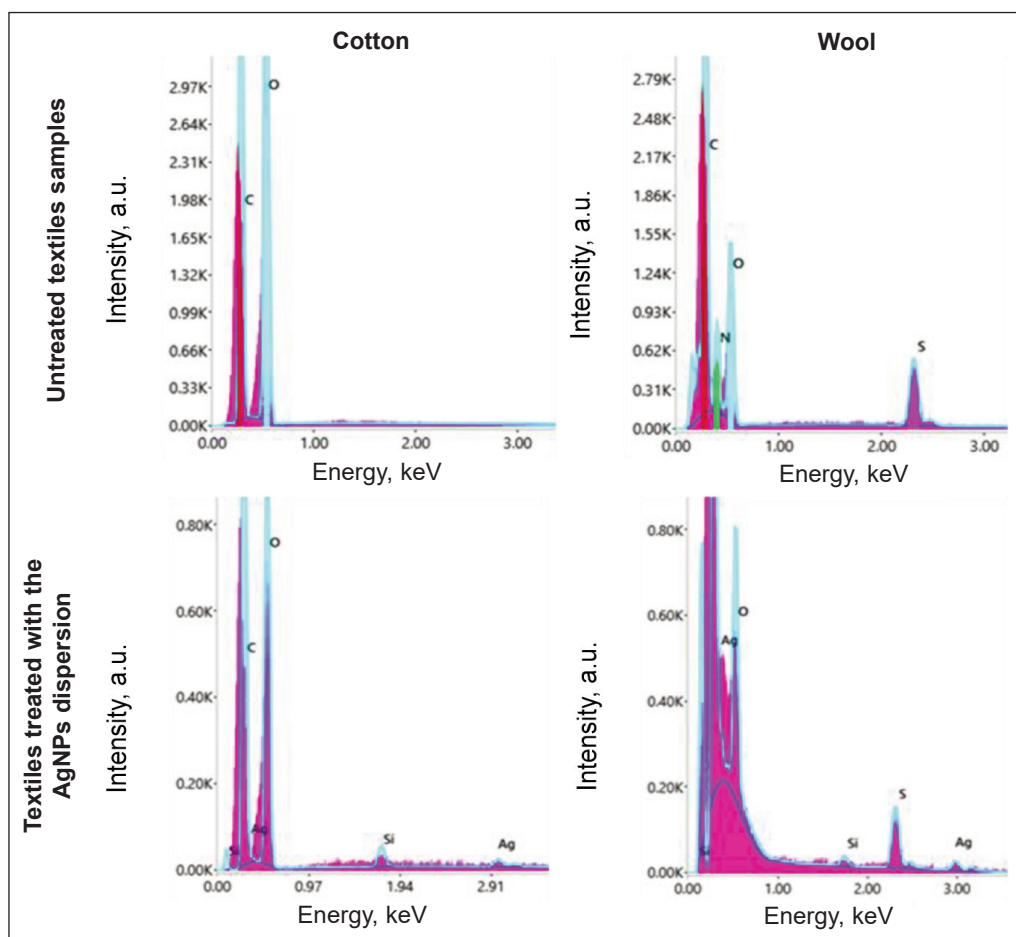 Cotton
Wool
Untreated textiles samples
Intensity, a.u.
2.97K
2.64K
2.31K
1.98K
1.65K
1.32K
0.99K
0.66K
0.33K
0.00K
C
O
0.00
1.00
2.00
3.00
Energy, keV
Intensity, a.u.
2.79K
2.48K
2.17K
1.86K
1.55K
1.24K
0.93K
0.62K
0.31K
0.00K
C
N
O
S
0.00
1.00
2.00
3.00
Energy, keV
Textiles treated with the
AgNPs dispersion
Intensity, a.u.
0.80K
0.60K
0.40K
0.20K
0.00K
Si
C
Ag
O
Si
Ag
0.00
0.97
1.94
2.91
Energy, keV
Intensity, a.u.
0.80K
0.60K
0.40K
0.20K
0.00K
Si
Ag
O
Si
S
Ag
0.00
1.00
2.00
3.00
Energy, keV